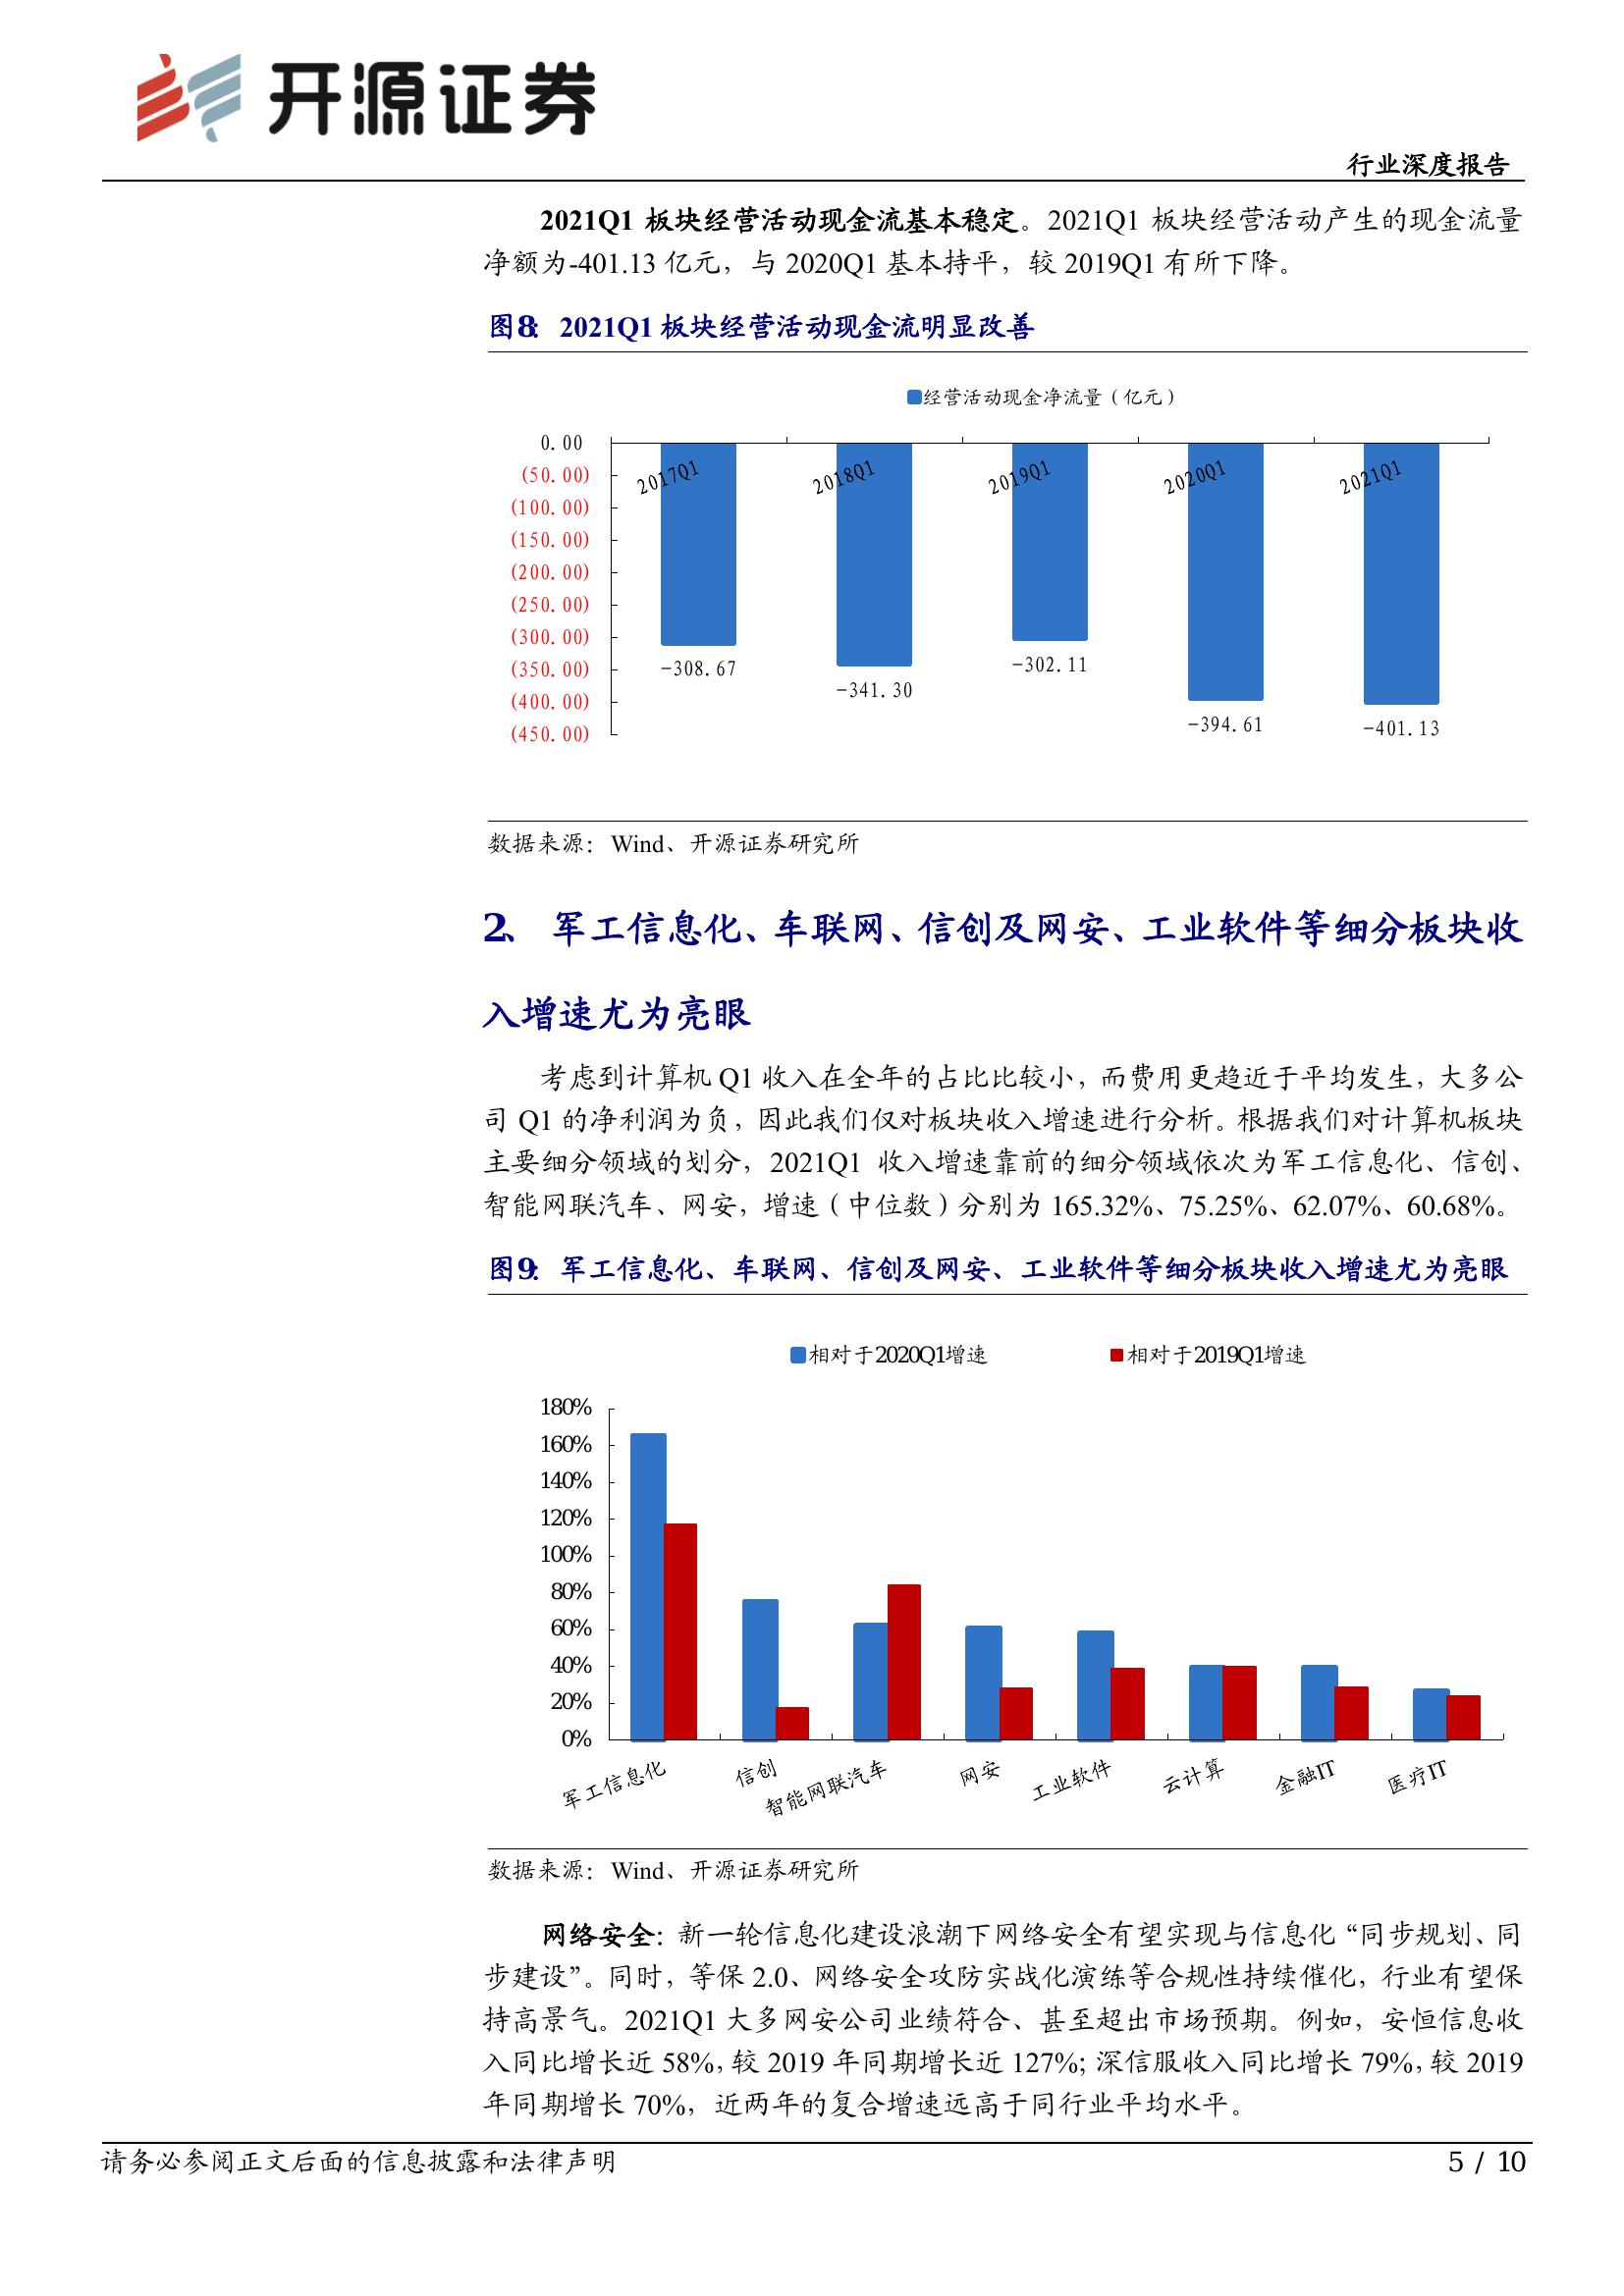 开源证券
行业深度报告
2021Q1 板块经营活动现金流基本稳定。2021Q1 板块经营活动产生的现金流量
净额为-401.13 亿元，与 2020Q1 基本持平，较 2019Q1 有所下降。
图8： 2021Q1 板块经营活动现金流明显改善
经营活动现金净流量（亿元）
0.00
(50.00)
(100.00)
(150.00)
(200.00)
(250.00)
(300.00)
(350.00)
(400.00)
(450.00)
2017Q1 2018Q1 2019Q1 2020Q1 2021Q1
-308.67 -341.30 -302.11 -394.61 -401.13
数据来源：Wind、开源证券研究所
2、 军工信息化、车联网、信创及网安、工业软件等细分板块收
入增速尤为亮眼
考虑到计算机 Q1 收入在全年的占比比较小，而费用更趋近于平均发生，大多公
司 Q1 的净利润为负，因此我们仅对板块收入增速进行分析。根据我们对计算机板块
主要细分领域的划分，2021Q1 收入增速靠前的细分领域依次为军工信息化、信创、
智能网联汽车、网安，增速（中位数）分别为 165.32%、75.25%、62.07%、60.68%。
图9： 军工信息化、车联网、信创及网安、工业软件等细分板块收入增速尤为亮眼
相对于2020Q1增速 相对于2019Q1增速
180%
160%
140%
120%
100%
80%
60%
40%
20%
0%
军工信息化 信创 智能网联汽车 网安 工业软件 云计算 金融IT 医疗IT
数据来源：Wind、开源证券研究所
网络安全：新一轮信息化建设浪潮下网络安全有望实现与信息化“同步规划、同
步建设”。同时，等保 2.0、网络安全攻防实战化演练等合规性持续催化，行业有望保
持高景气。2021Q1 大多网安公司业绩符合、甚至超出市场预期。例如，安恒信息收
入同比增长近 58%，较 2019 年同期增长近 127%；深信服收入同比增长 79%，较 2019
年同期增长 70%，近两年的复合增速远高于同行业平均水平。
请务必参阅正文后面的信息披露和法律声明
5 / 10